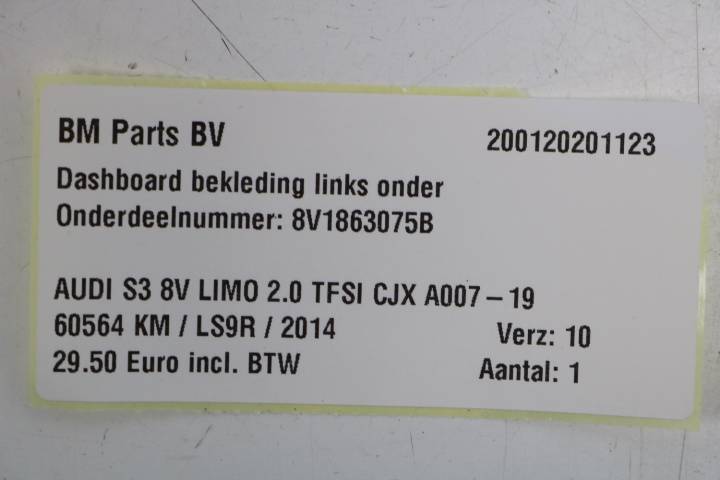 BM Parts BV 200120201123
Dashboard bekleding links onder
Onderdeelnummer: 8V1863075B
AUDI S3 8V LIMO 2.0 TFSI CJX A007 – 19
60564 KM / LS9R / 2014 Verz: 10
29.50 Euro incl. BTW Aantal: 1